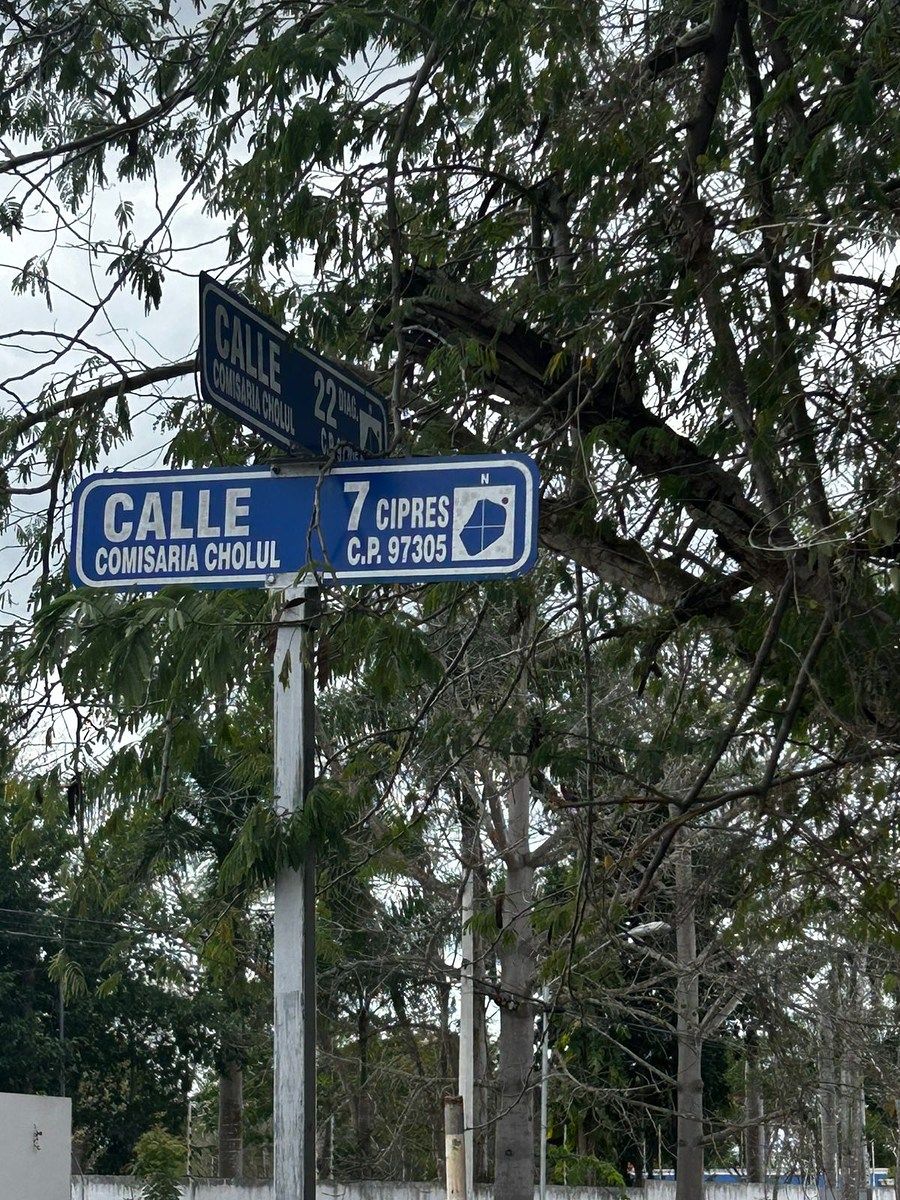 CALLE
22 DIAG.
COMISARIA CHOLUL
CALLE
7 CIPRES
COMISARIA CHOLUL
C.P. 97305
N